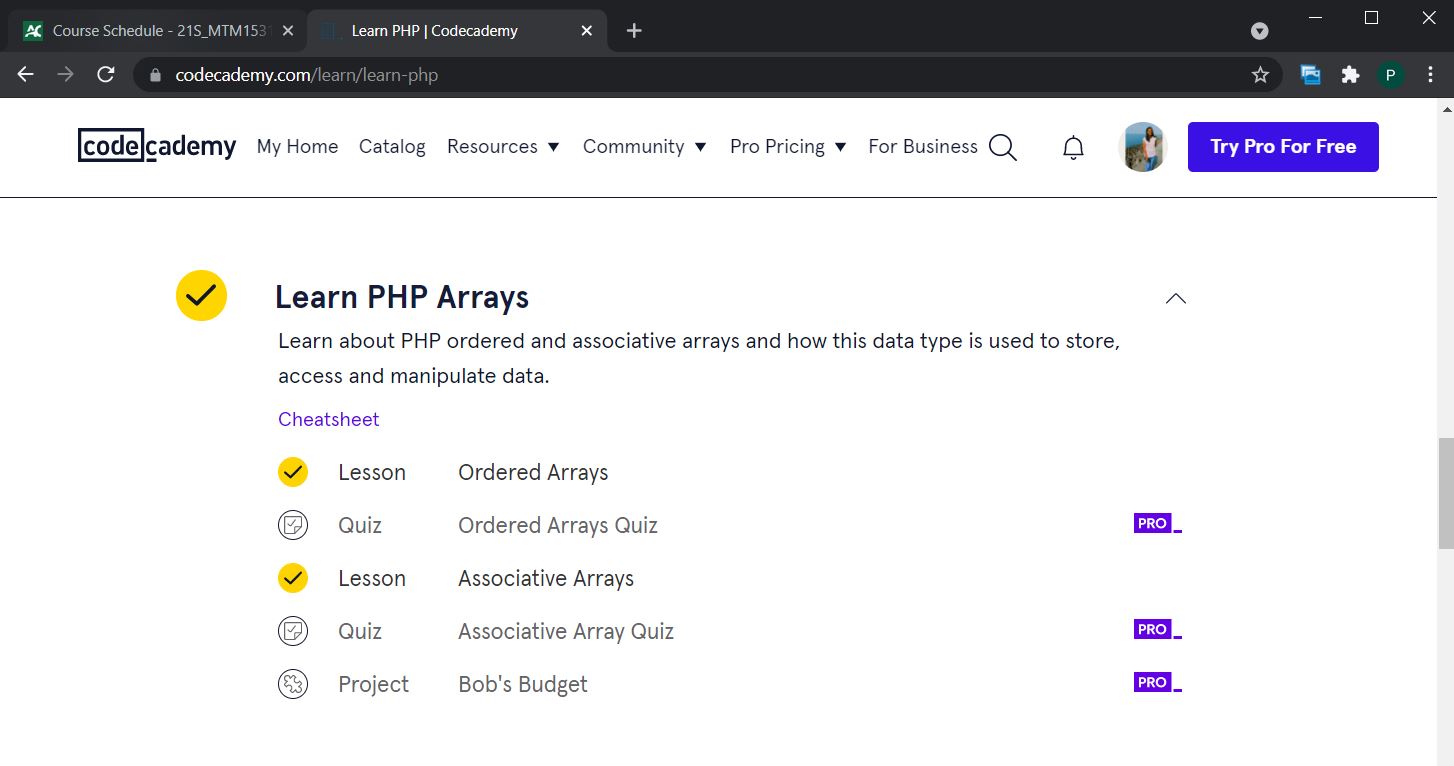 Course Schedule - 21S_MTM1531
Learn PHP | Codecademy
codecademy.com/learn/learn-php
P
codecademy My Home Catalog Resources Community Pro Pricing For Business Try Pro For Free
Learn PHP Arrays
Learn about PHP ordered and associative arrays and how this data type is used to store,
access and manipulate data.
Cheatsheet
Lesson Ordered Arrays
Quiz Ordered Arrays Quiz PRO
Lesson Associative Arrays
Quiz Associative Array Quiz PRO
Project Bob's Budget PRO